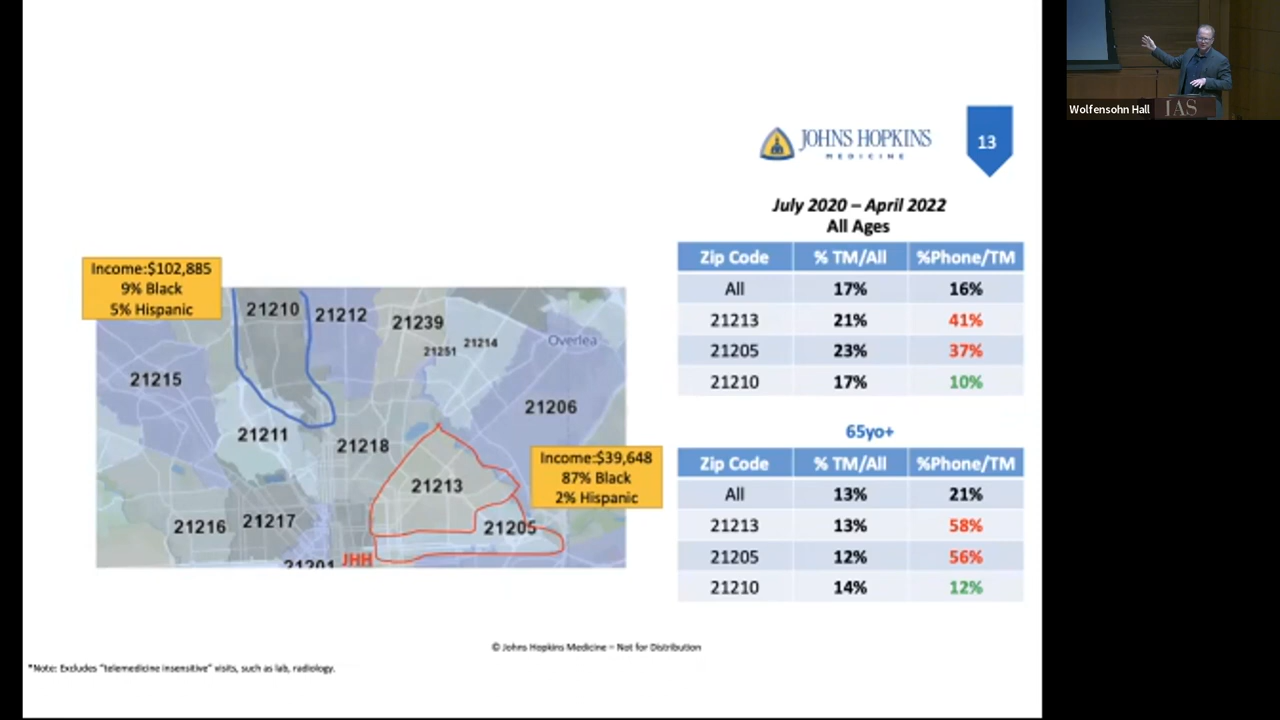 Wolfensohn Hall
IAS
JOHNS HOPKINS
MEDICINE
13
July 2020 – April 2022
All Ages
Zip Code % TM/All %Phone/TM
All 17% 16%
21213 21% 41%
21205 23% 37%
21210 17% 10%
65yo+
Zip Code % TM/All %Phone/TM
All 13% 21%
21213 13% 58%
21205 12% 56%
21210 14% 12%
Income:$102,885
9% Black
5% Hispanic
21210
21212
21239
21251
21214
Overlea
21215
21206
21211
21218
Income:$39,648
87% Black
2% Hispanic
21213
21205
21216
21217
21201
JHH
© Johns Hopkins Medicine – Not for Distribution
*Note: Excludes "telemedicine insensitive" visits, such as lab, radiology.